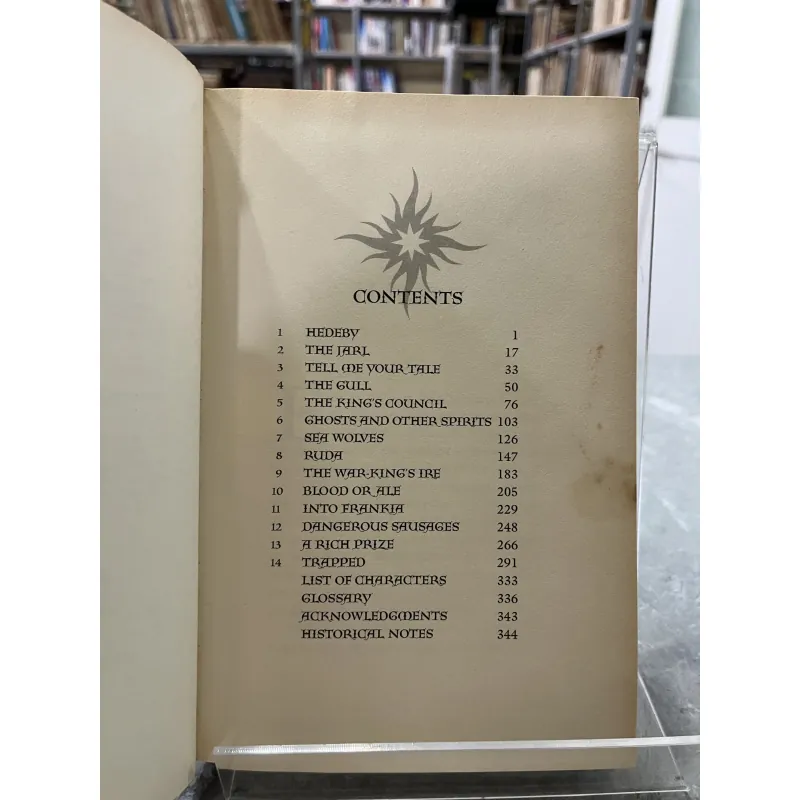 CONTENTS
1 HEDEBY 1
2 THE JARL 17
3 TELL ME YOUR TALE 33
4 THE GULL 50
5 THE KING'S COUNCIL 76
6 GHOSTS AND OTHER SPIRITS 103
7 SEA WOLVES 126
8 RUDA 147
9 THE WAR-KING'S IRE 183
10 BLOOD OR ALE 205
11 INTO FRANKIA 229
12 DANGEROUS SAUSAGES 248
13 A RICH PRIZE 266
14 TRAPPED 291
LIST OF CHARACTERS 333
GLOSSARY 336
ACKNOWLEDGMENTS 343
HISTORICAL NOTES 344